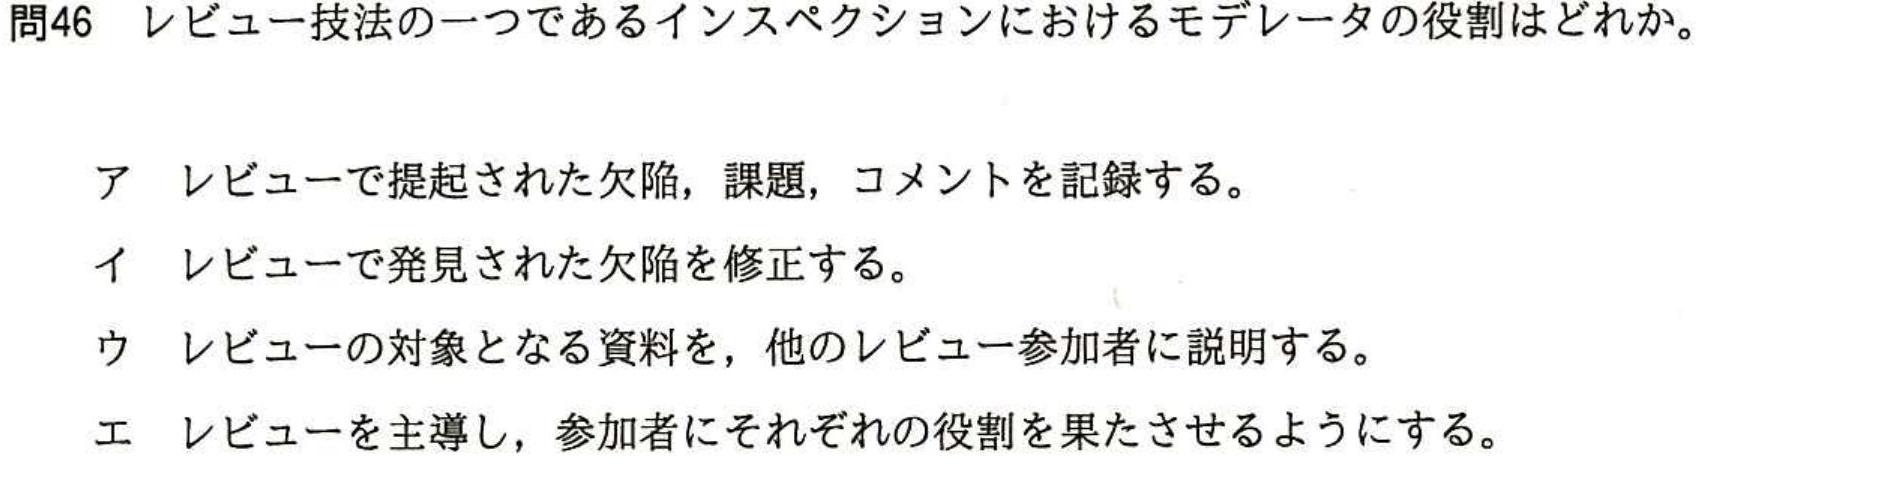 問46　レビュー技法の一つであるインスペクションにおけるモデレータの役割はどれか。
ア　レビューで提起された欠陥，課題，コメントを記録する。
イ　レビューで発見された欠陥を修正する。
ウ　レビューの対象となる資料を，他のレビュー参加者に説明する。
エ　レビューを主導し，参加者にそれぞれの役割を果たさせるようにする。